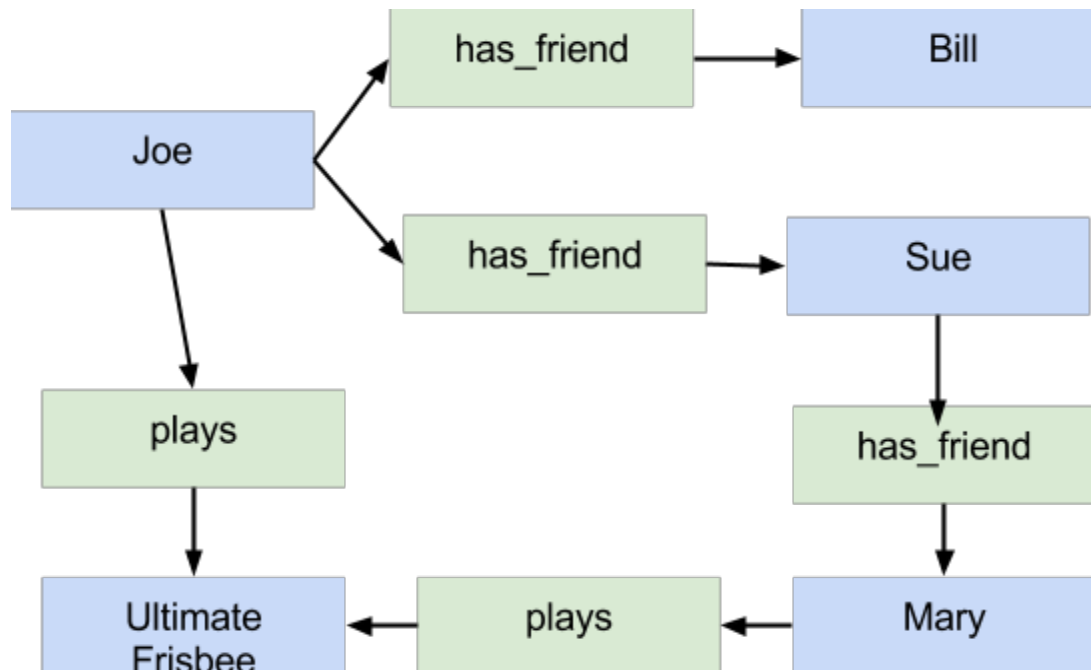 has_friend
Bill
Joe
has_friend
Sue
plays
has_friend
Ultimate
Frisbee
plays
Mary